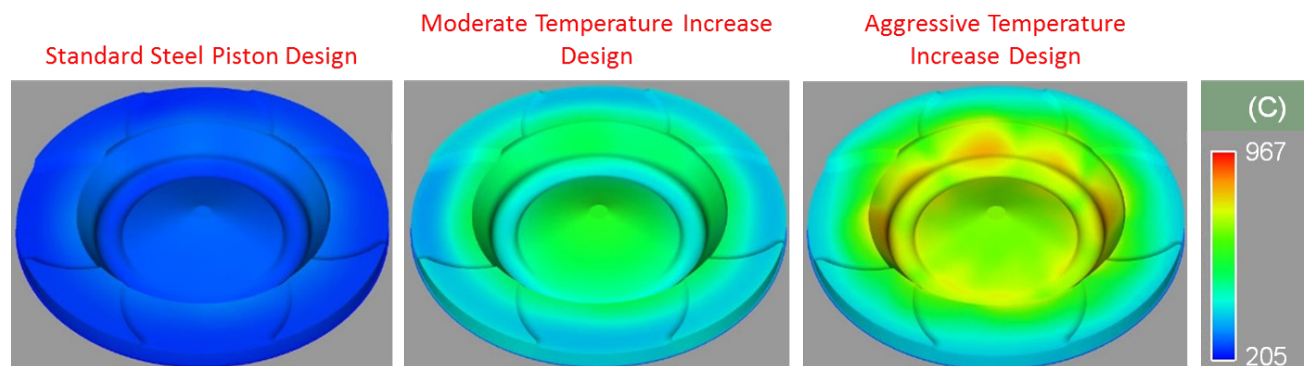 Standard Steel Piston Design
Moderate Temperature Increase
Design
Aggressive Temperature
Increase Design
(C)
967
205